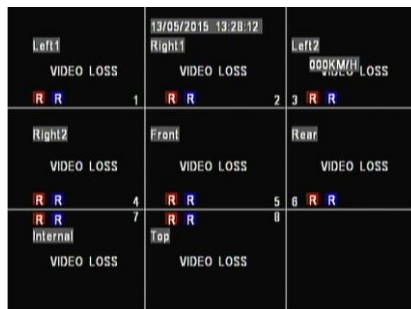 13/05/2015 13:28:12
Left1
Right1
Left2
VIDEO LOSS
VIDEO LOSS
000KM/H
VIDEO LOSS
R R 1
R R 2
3 R R
Right2
Front
Rear
VIDEO LOSS
VIDEO LOSS
VIDEO LOSS
R R 4
R R 5
6 R R
R R 7
R R 8
Internal
Top
VIDEO LOSS
VIDEO LOSS